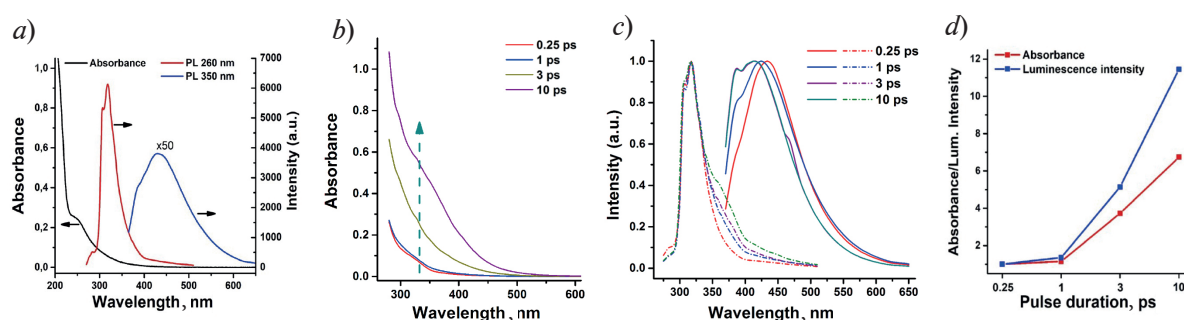 a)
Absorbance
PL 260 nm
PL 350 nm
x50
1,0
0,8
0,6
0,4
0,2
0,0
Absorbance
7000
6000
5000
4000
3000
2000
1000
0
Intensity (a.u.)
200 300 400 500 600
Wavelength, nm
b)
0.25 ps
1 ps
3 ps
10 ps
1.0
0.8
0.6
0.4
0.2
0.0
Absorbance
300 400 500 600
Wavelength, nm
c)
0.25 ps
1 ps
3 ps
10 ps
1,0
0,8
0,6
0,4
0,2
0,0
Intensity (a.u.)
300 350 400 450 500 550 600 650
Wavelength, nm
d)
Absorbance
Luminescence intensity
12
10
8
6
4
2
Absorbance/Lum. Intensity
0.25 1 3 10
Pulse duration, ps